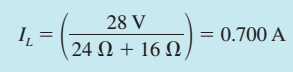 I_L = (28 V / 24 Ω + 16 Ω) = 0.700 A